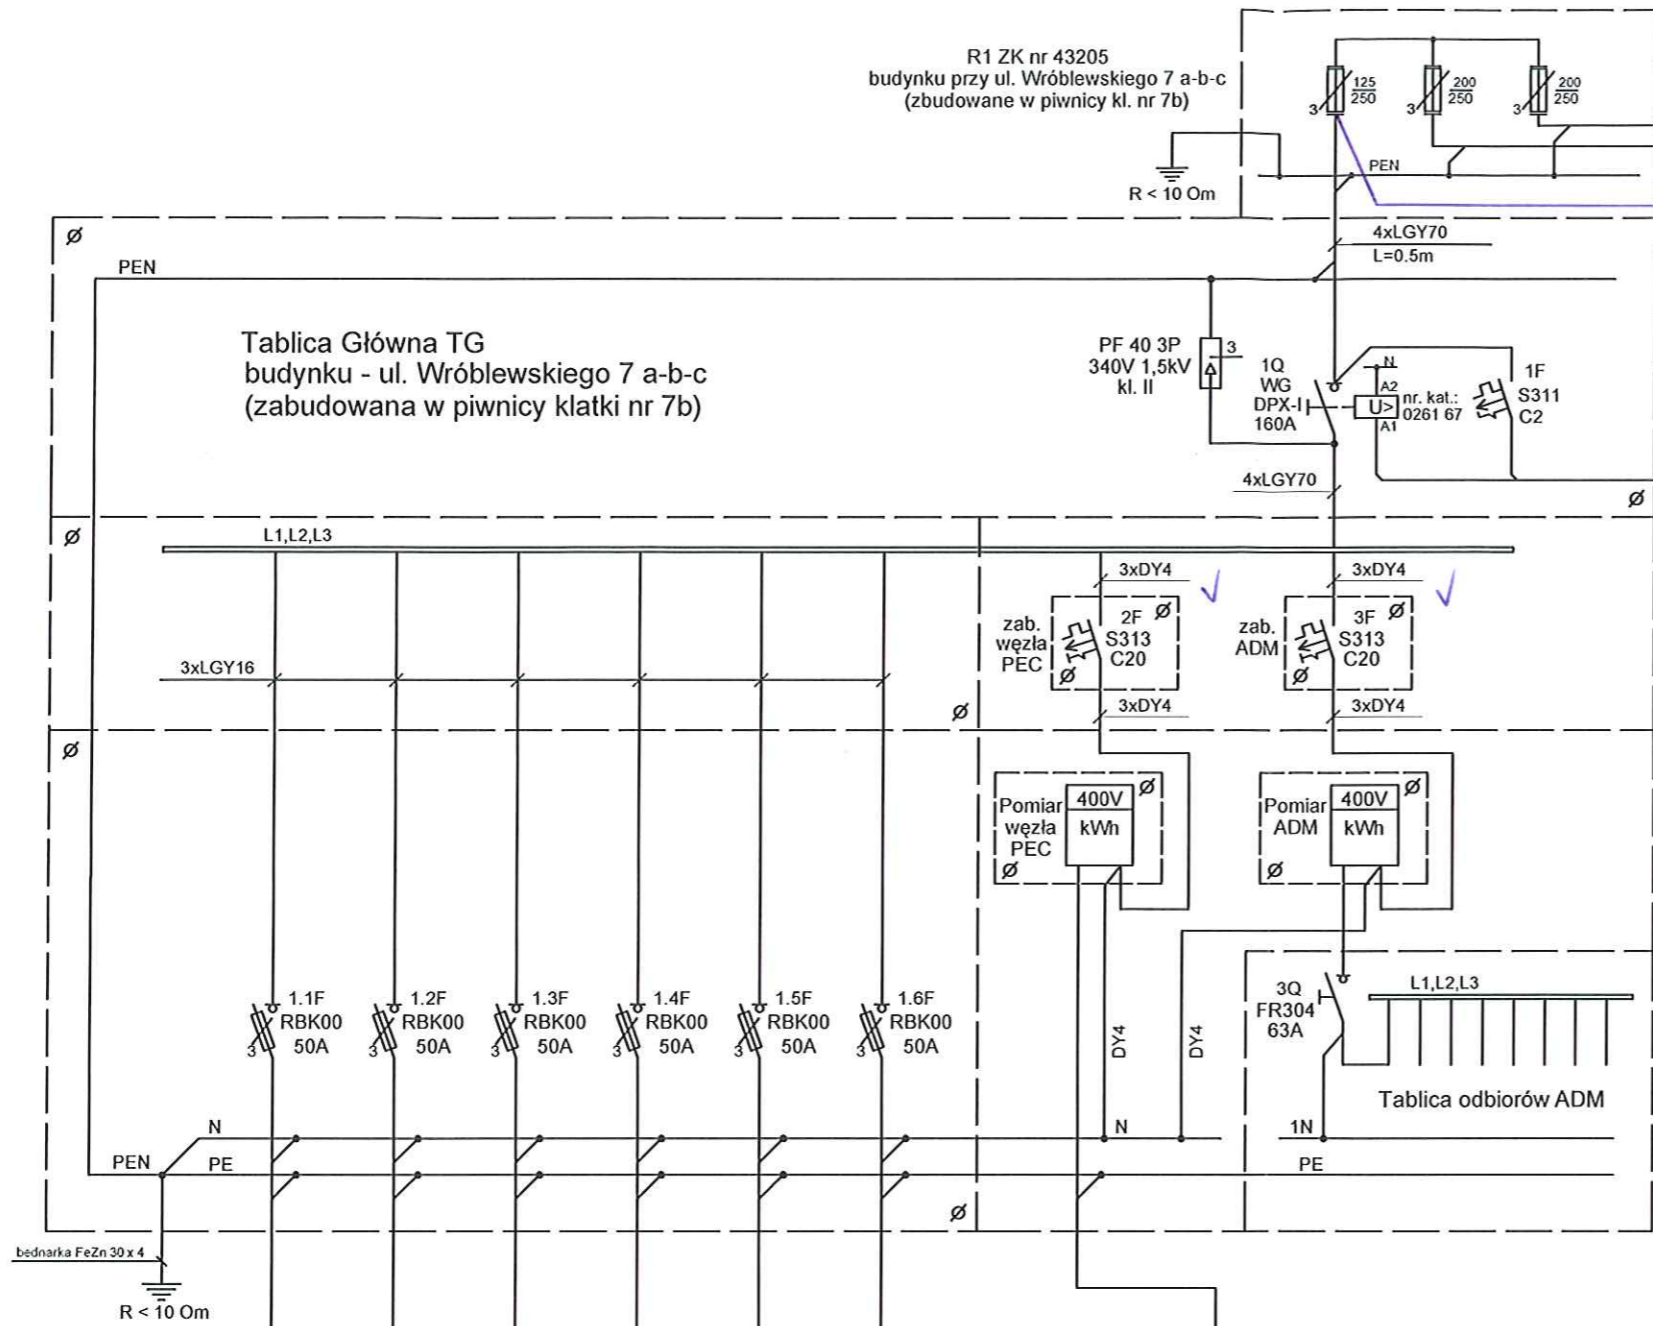 R1 ZK nr 43205
budynku przy ul. Wróblewskiego 7 a-b-c
(zbudowane w piwnicy kl. nr 7b)
3
125
250
3
200
250
3
200
250
PEN
R < 10 Om
Ø
4xLGY70
L=0.5m
PEN
Tablica Główna TG
budynku - ul. Wróblewskiego 7 a-b-c
(zabudowana w piwnicy klatki nr 7b)
PF 40 3P
340V 1,5kV
kl. II
3
1Q
WG
DPX-I
160A
N
A2
U>
A1
nr. kat.:
0261 67
1F
S311
C2
4xLGY70
Ø
Ø
L1,L2,L3
3xDY4
3xDY4
zab.
węzła
PEC
2F
S313
C20
Ø
Ø
zab.
ADM
3F
S313
C20
Ø
Ø
3xLGY16
Ø
3xDY4
3xDY4
Ø
Pomiar
węzła
PEC
400V
kWh
Ø
Ø
Pomiar
ADM
400V
kWh
Ø
Ø
1.1F
RBK00
50A
3
1.2F
RBK00
50A
3
1.3F
RBK00
50A
3
1.4F
RBK00
50A
3
1.5F
RBK00
50A
3
1.6F
RBK00
50A
3
DY4
DY4
3Q
FR304
63A
L1,L2,L3
Tablica odbiorów ADM
N
N
1N
PEN
PE
PE
Ø
bednarka FeZn 30 x 4
R < 10 Om